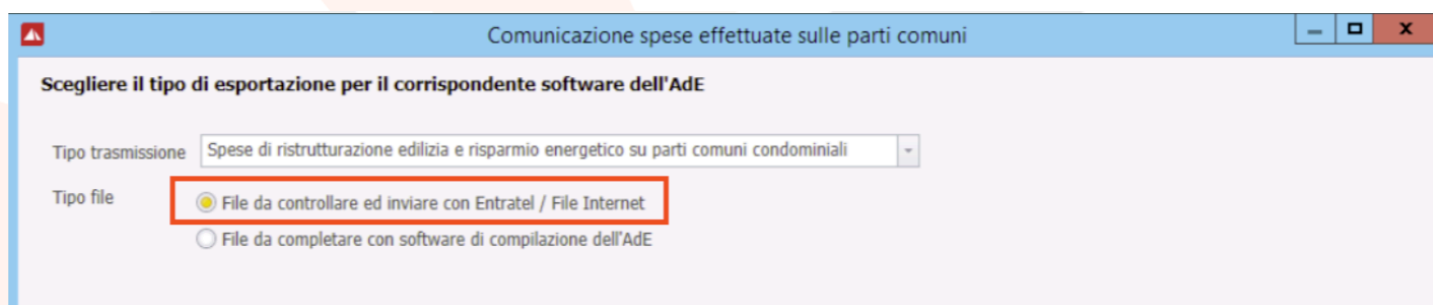 Comunicazione spese effettuate sulle parti comuni
Scegliere il tipo di esportazione per il corrispondente software dell'AdE
Tipo trasmissione Spese di ristrutturazione edilizia e risparmio energetico su parti comuni condominiali
Tipo file
File da controllare ed inviare con Entratel / File Internet
File da completare con software di compilazione dell'AdE